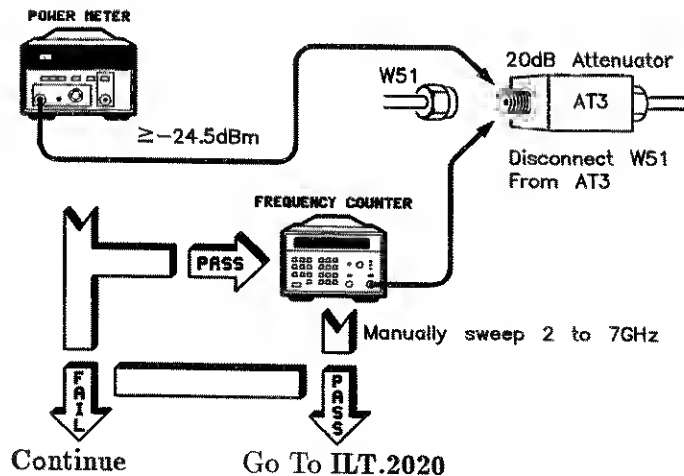 POWER METER
20dB Attenuator
W51
AT3
≥-24.5dBm
Disconnect W51
From AT3
FREQUENCY COUNTER
PASS
Manually sweep 2 to 7GHz
FAIL
PASS
Continue
Go To ILT.2020